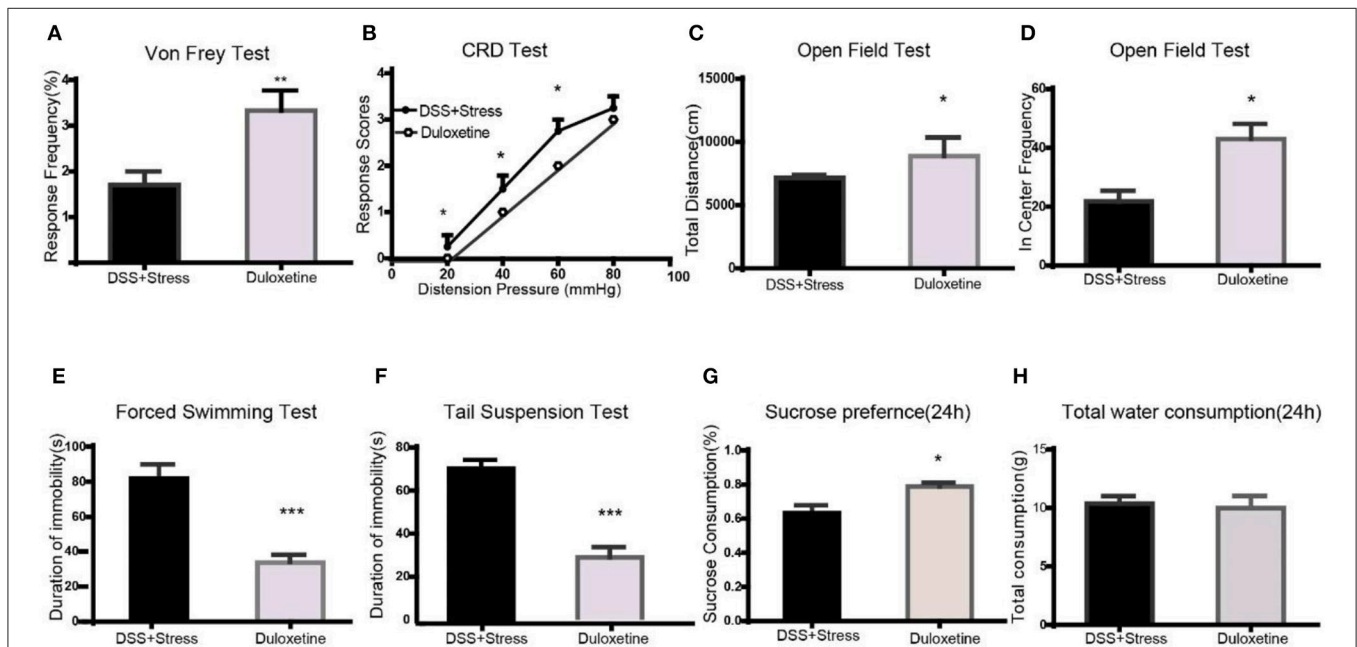 A
Von Frey Test
Response Frequency(%)
4
3
2
1
**
DSS+Stress
Duloxetine
B
CRD Test
Response Scores
4
3
2
1
0
*
*
*
DSS+Stress
Duloxetine
0
20
40
60
80
100
Distension Pressure (mmHg)
C
Open Field Test
Total Distance(cm)
15000
10000
5000
0
*
DSS+Stress
Duloxetine
D
Open Field Test
In Center Frequency
60
40
20
0
*
DSS+Stress
Duloxetine
E
Forced Swimming Test
Duration of immobility(s)
100
80
60
40
20
0
***
DSS+Stress
Duloxetine
F
Tail Suspension Test
Duration of immobility(s)
80
60
40
20
0
***
DSS+Stress
Duloxetine
G
Sucrose prefernce(24h)
Sucrose Consumption(%)
1.0
0.8
0.6
0.4
0.2
0.0
*
DSS+Stress
Duloxetine
H
Total water consumption(24h)
Total consumption(g)
15
10
5
0
DSS+Stress
Duloxetine